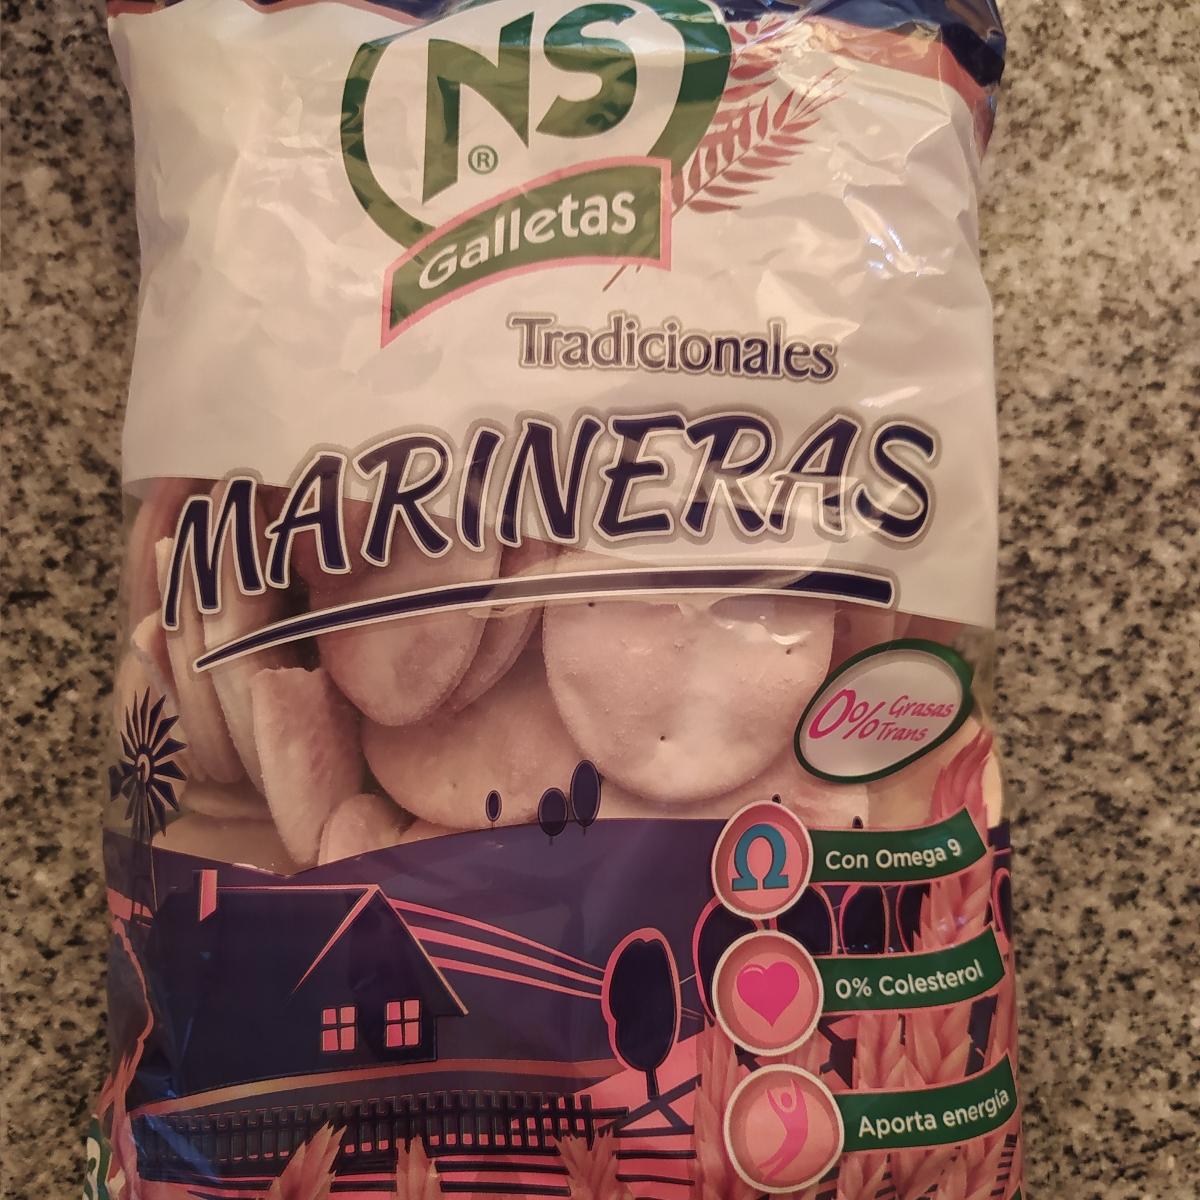 NS
®
Galletas
Tradicionales
MARINERAS
0% Grasas
Trans
Con Omega 9
0% Colesterol
Aporta energía